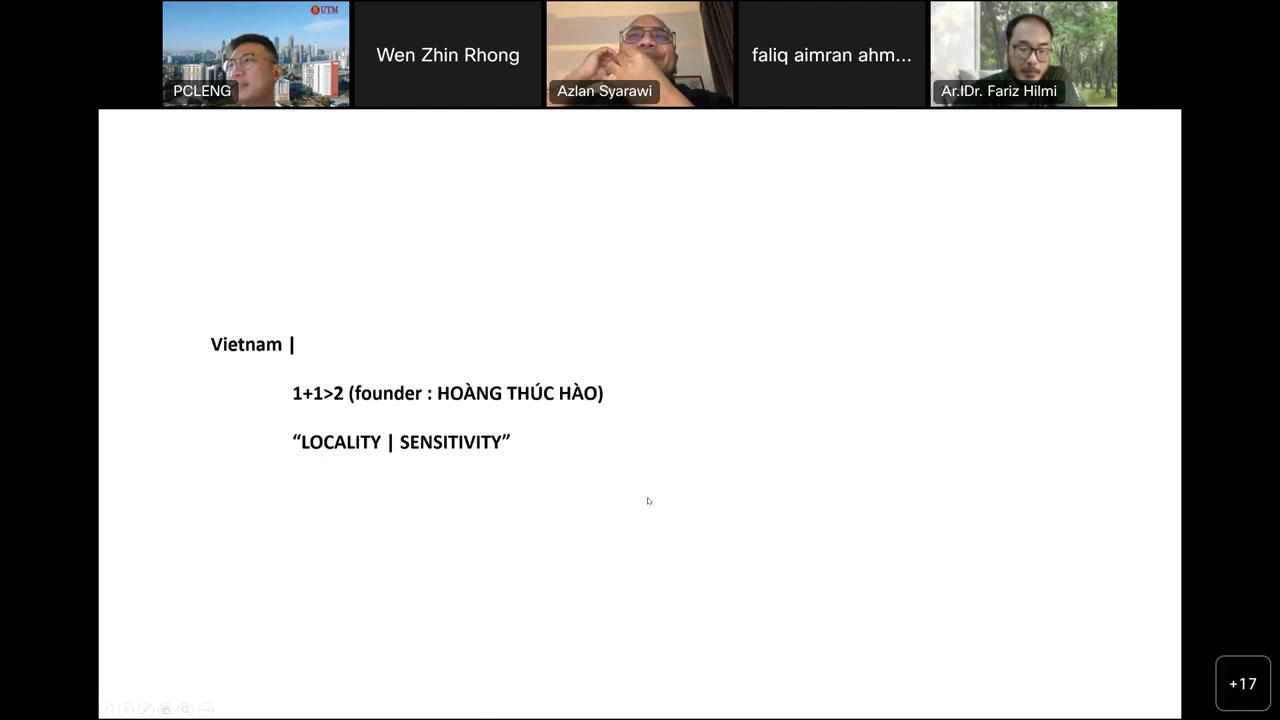 UTM
PCLENG
Wen Zhin Rhong
Azlan Syarawi
faliq aimran ahm...
Ar.IDr. Fariz Hilmi
Vietnam |
1+1>2 (founder : HOÀNG THÚC HÀO)
“LOCALITY | SENSITIVITY”
+17